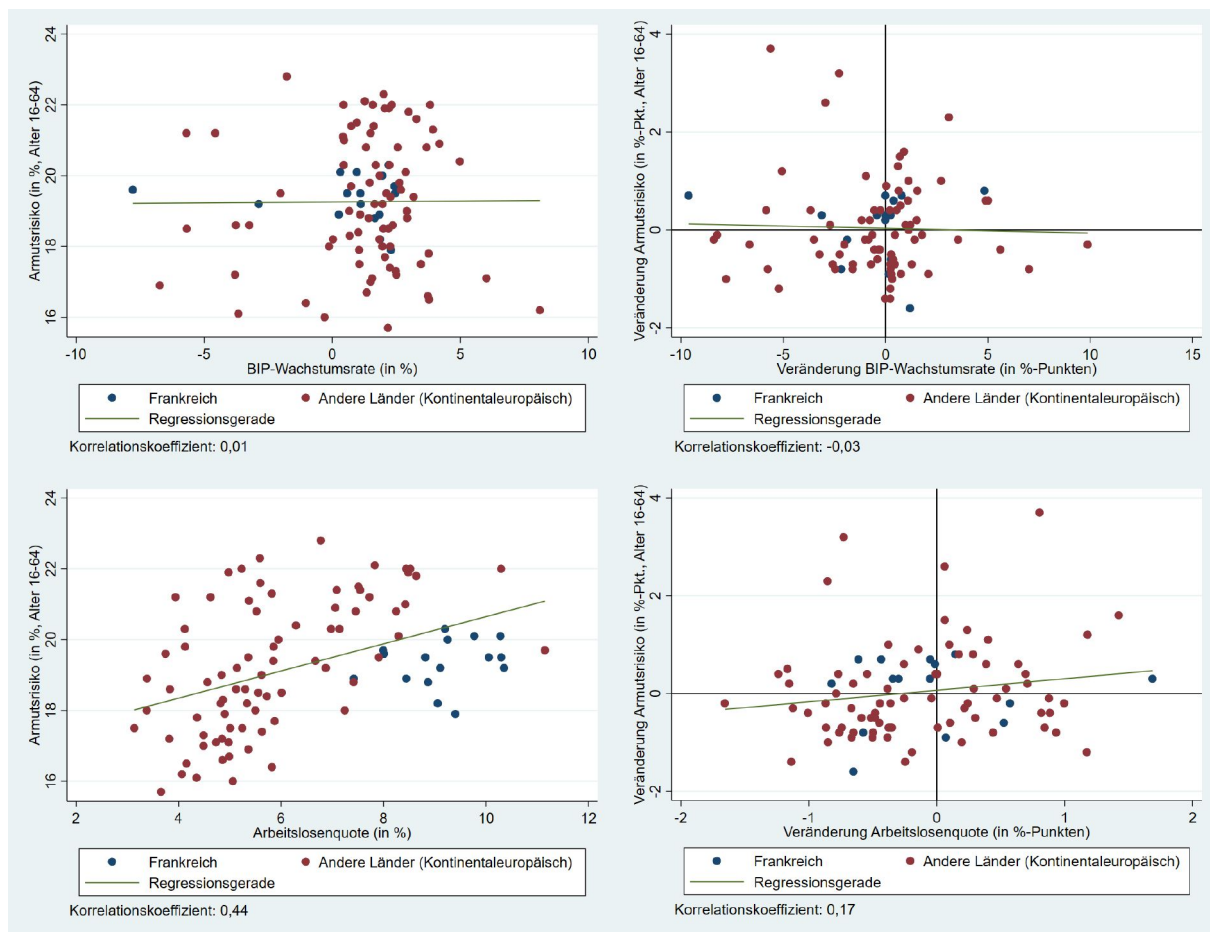 Armutsrisiko (in %, Alter 16-64)
24
22
20
18
16
-10 -5 0 5 10
BIP-Wachstumsrate (in %)
Frankreich Andere Länder (Kontinentaleuropäisch)
Regressionsgerade
Korrelationskoeffizient: 0,01
Veränderung Armutsrisiko (in %-Pkt., Alter 16-64)
4
2
0
-2
-10 -5 0 5 10 15
Veränderung BIP-Wachstumsrate (in %-Punkten)
Frankreich Andere Länder (Kontinentaleuropäisch)
Regressionsgerade
Korrelationskoeffizient: -0,03
Armutsrisiko (in %, Alter 16-64)
24
22
20
18
16
2 4 6 8 10 12
Arbeitslosenquote (in %)
Frankreich Andere Länder (Kontinentaleuropäisch)
Regressionsgerade
Korrelationskoeffizient: 0,44
Veränderung Armutsrisiko (in %-Pkt., Alter 16-64)
4
2
0
-2
-2 -1 0 1 2
Veränderung Arbeitslosenquote (in %-Punkten)
Frankreich Andere Länder (Kontinentaleuropäisch)
Regressionsgerade
Korrelationskoeffizient: 0,17